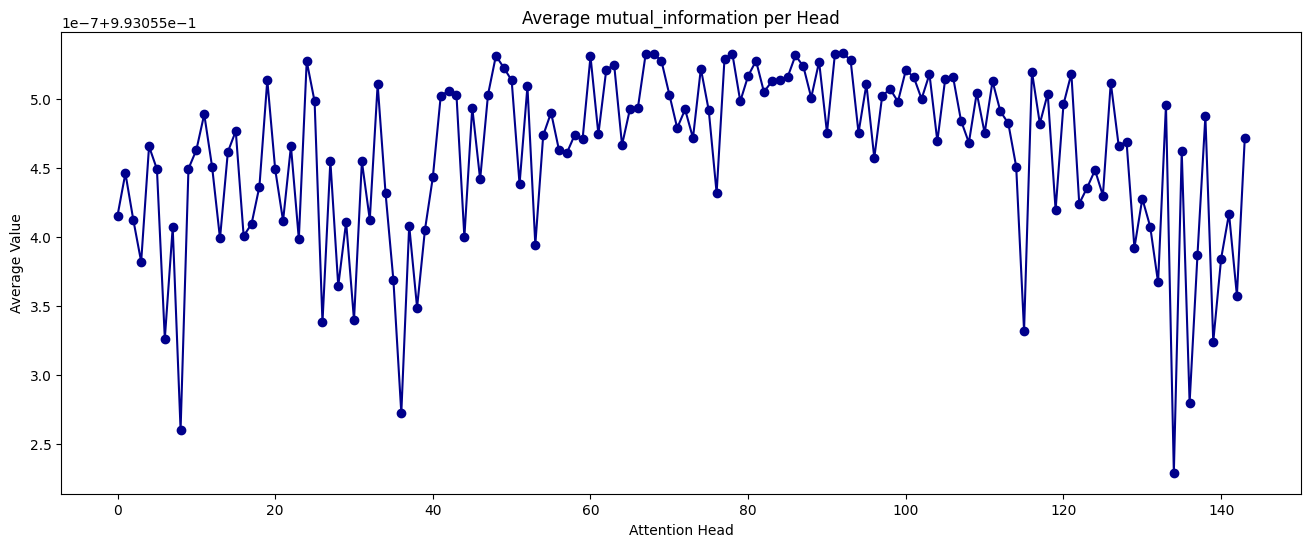 Average mutual_information per Head
1e−7+9.93055e−1
5.0
4.5
4.0
3.5
3.0
2.5
Average Value
0 20 40 60 80 100 120 140
Attention Head